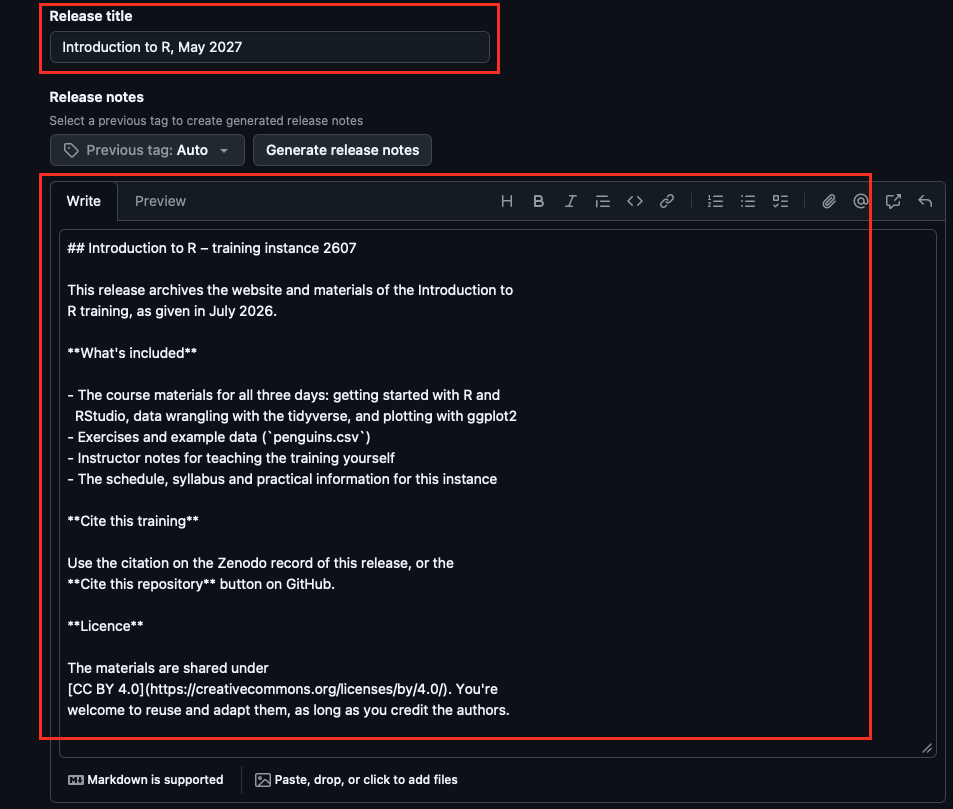 Release title
Introduction to R, May 2027
Release notes
Select a previous tag to create generated release notes
Previous tag: Auto
Generate release notes
Write Preview
## Introduction to R – training instance 2607
This release archives the website and materials of the Introduction to
R training, as given in July 2026.
**What's included**
- The course materials for all three days: getting started with R and
RStudio, data wrangling with the tidyverse, and plotting with ggplot2
- Exercises and example data (`penguins.csv`)
- Instructor notes for teaching the training yourself
- The schedule, syllabus and practical information for this instance
**Cite this training**
Use the citation on the Zenodo record of this release, or the
**Cite this repository** button on GitHub.
**Licence**
The materials are shared under
[CC BY 4.0](https://creativecommons.org/licenses/by/4.0/). You're
welcome to reuse and adapt them, as long as you credit the authors.
Markdown is supported
Paste, drop, or click to add files